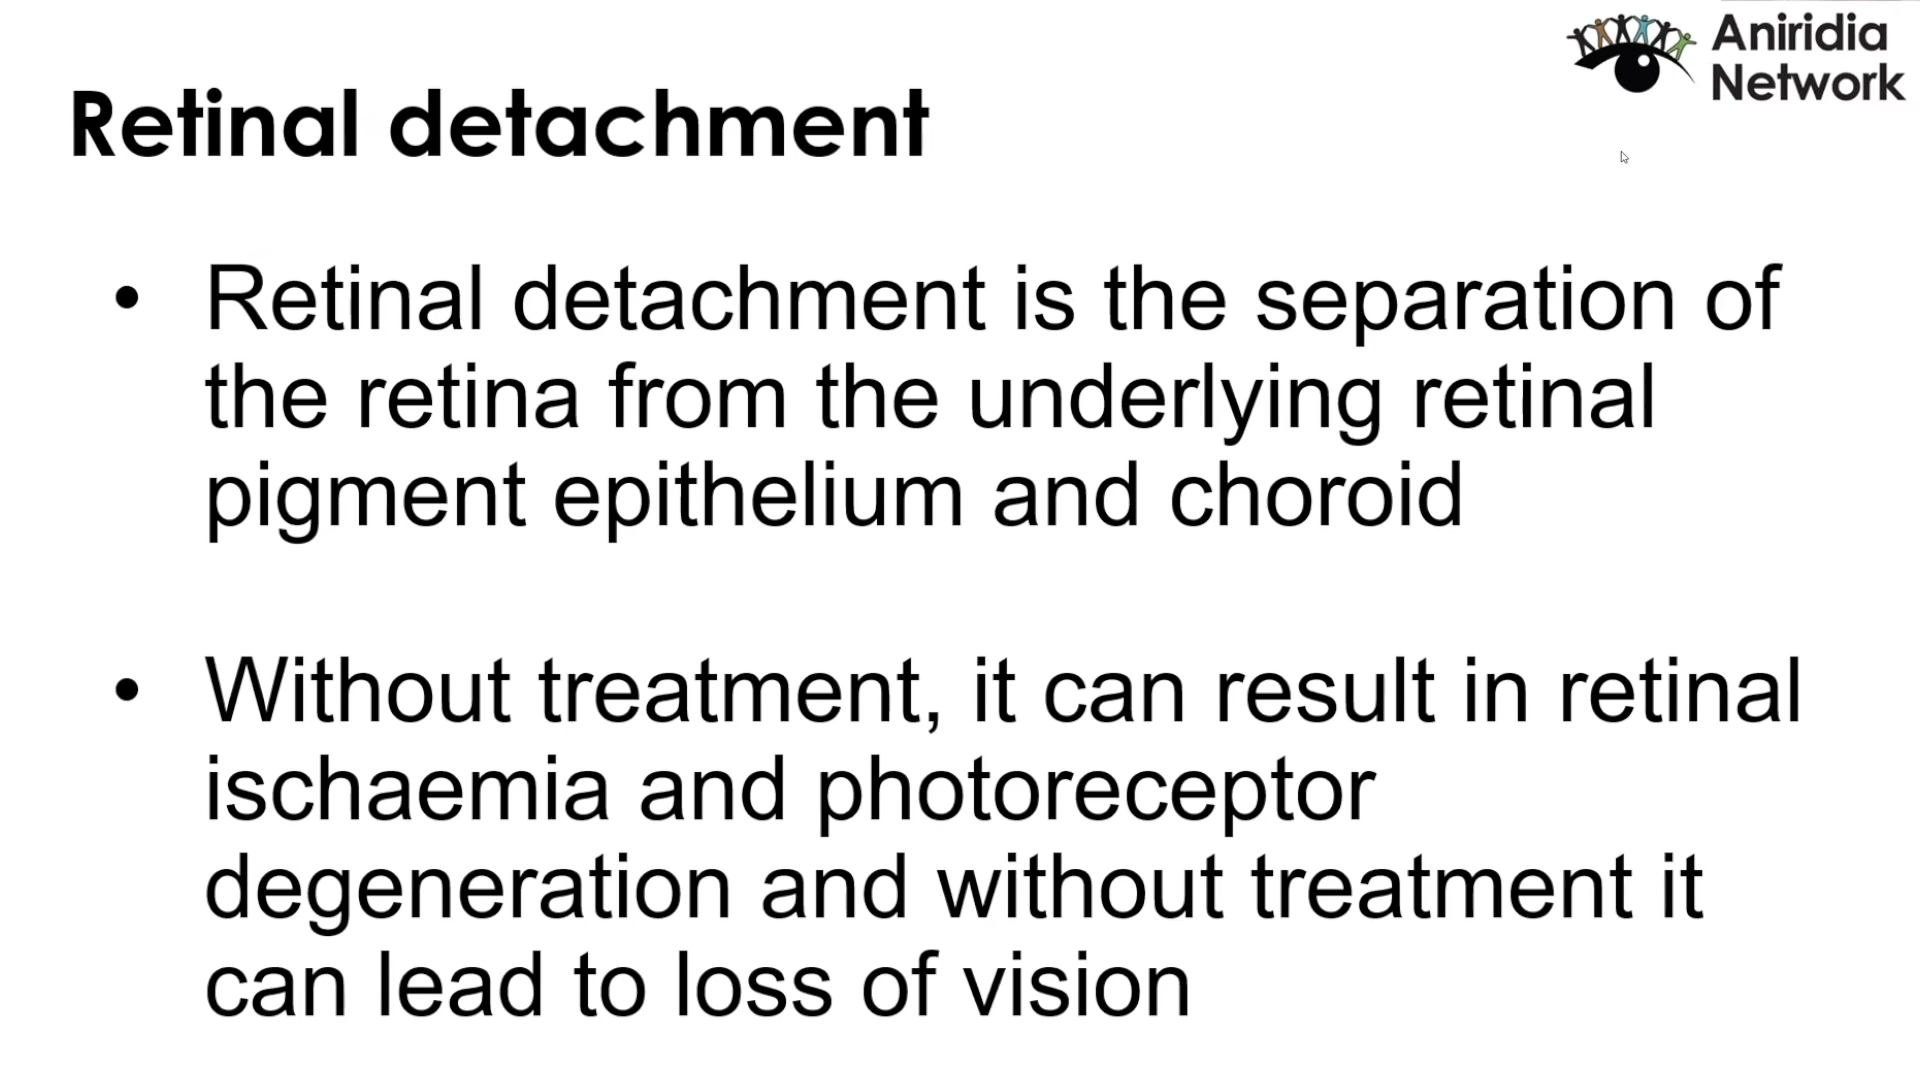 Aniridia
Network
Retinal detachment
• Retinal detachment is the separation of
the retina from the underlying retinal
pigment epithelium and choroid
• Without treatment, it can result in retinal
ischaemia and photoreceptor
degeneration and without treatment it
can lead to loss of vision